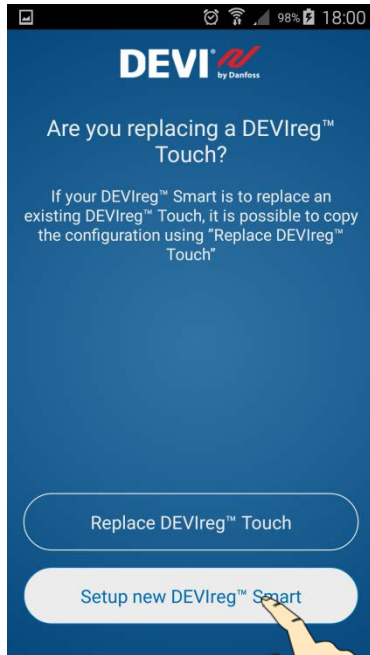 98% 18:00
DEVI®
by Danfoss
Are you replacing a DEVIreg™
Touch?
If your DEVIreg™ Smart is to replace an
existing DEVIreg™ Touch, it is possible to copy
the configuration using ”Replace DEVIreg™
Touch”
Replace DEVIreg™ Touch
Setup new DEVIreg™ Smart